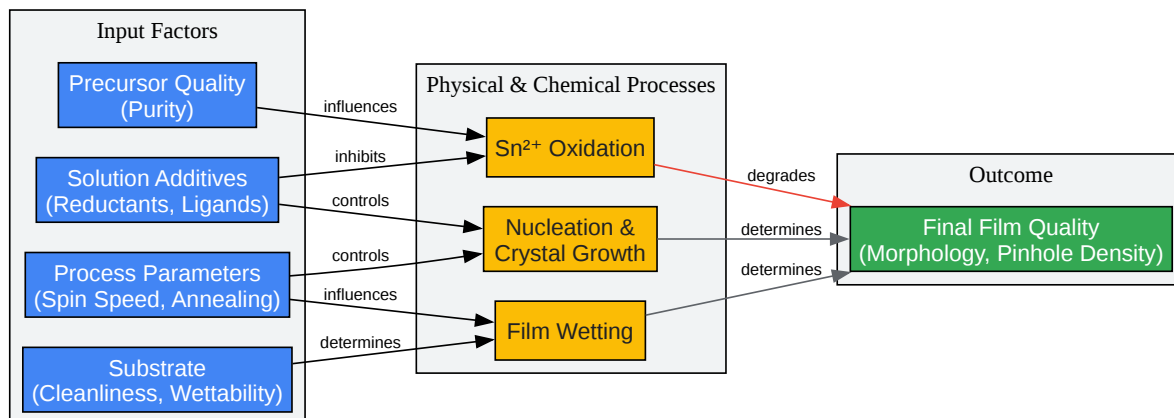 Input Factors
Precursor Quality
(Purity)
Solution Additives
(Reductants, Ligands)
Process Parameters
(Spin Speed, Annealing)
Substrate
(Cleanliness, Wettability)
influences
inhibits
controls
controls
influences
determines
Physical & Chemical Processes
Sn²⁺ Oxidation
Nucleation &
Crystal Growth
Film Wetting
degrades
determines
determines
Outcome
Final Film Quality
(Morphology, Pinhole Density)